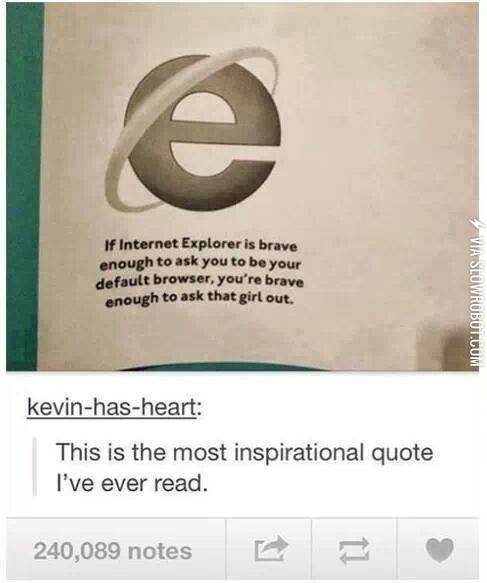 If Internet Explorer is brave
enough to ask you to be your
default browser, you're brave
enough to ask that girl out.
⚡ VIA SLOWROBOT.COM
kevin-has-heart:
This is the most inspirational quote
I've ever read.
240,089 notes